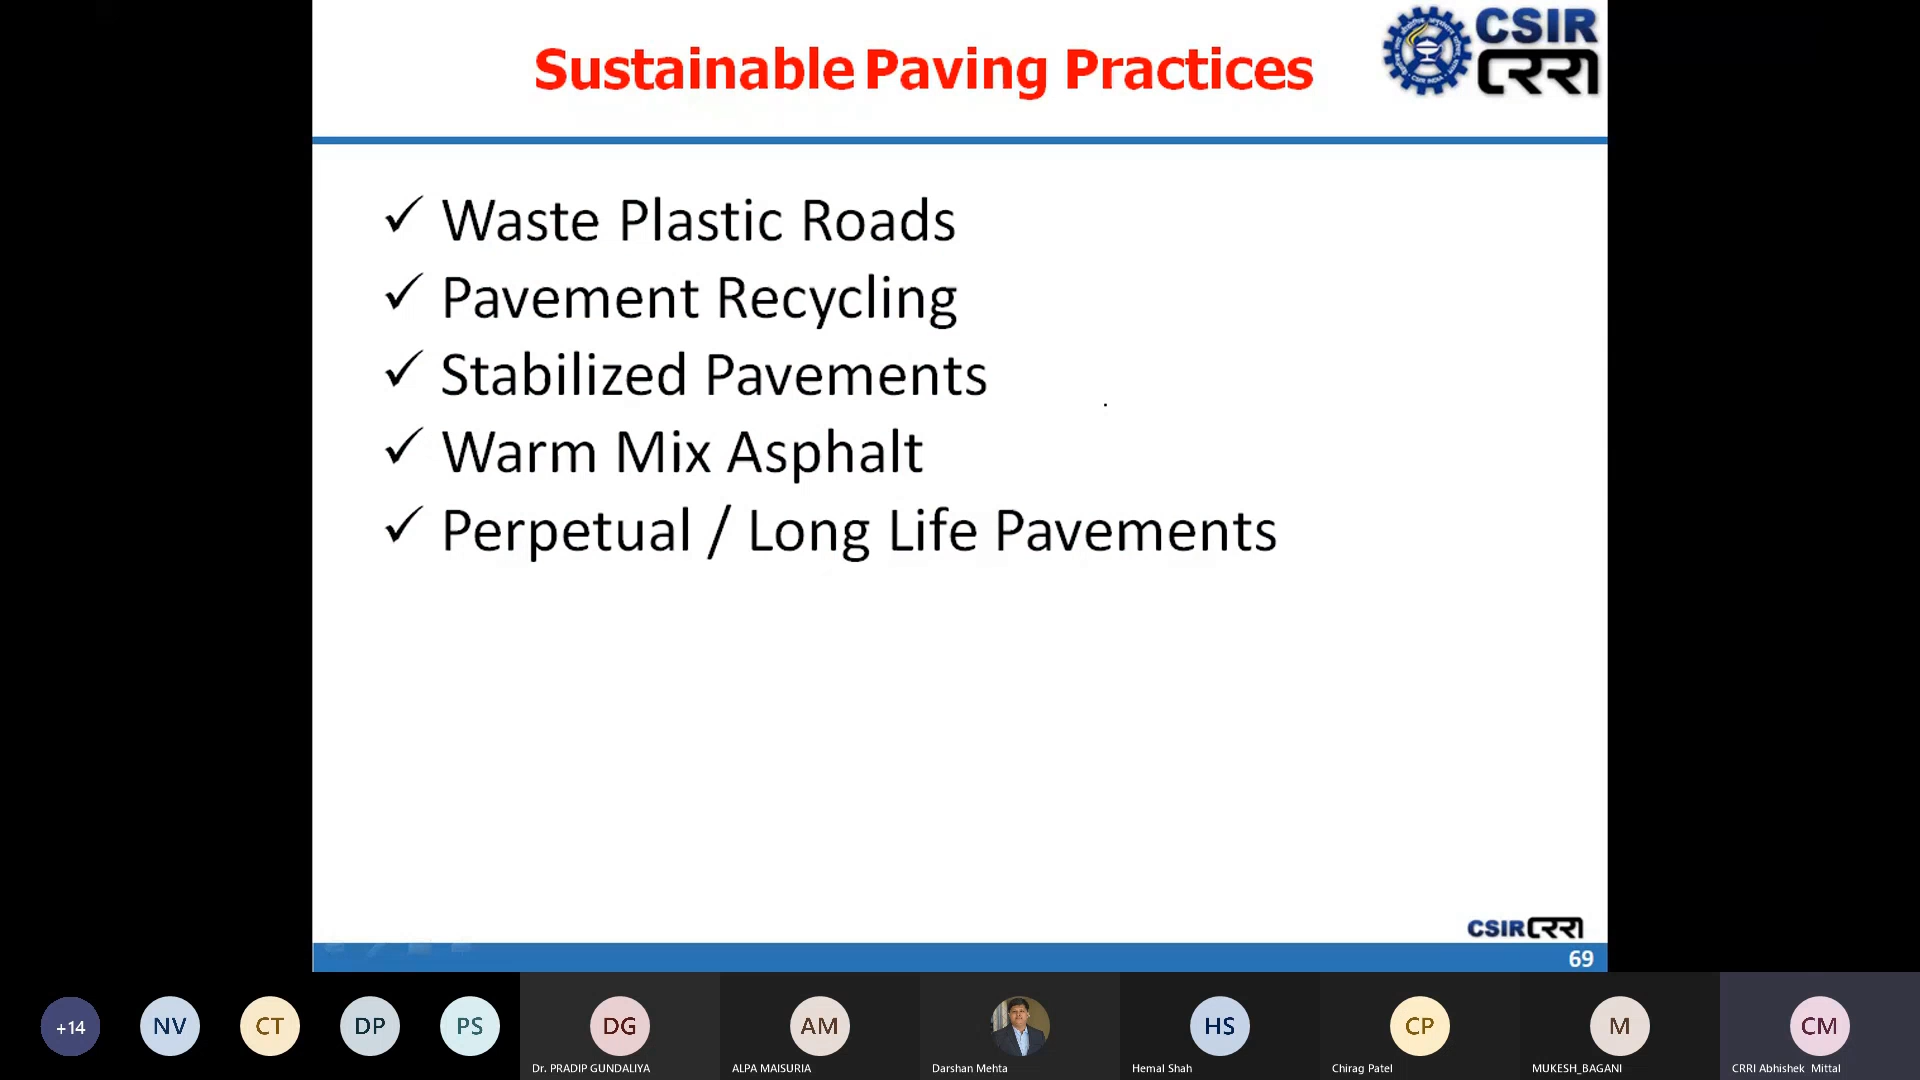 Sustainable Paving Practices
CSIR
CRRI
✓ Waste Plastic Roads
✓ Pavement Recycling
✓ Stabilized Pavements
✓ Warm Mix Asphalt
✓ Perpetual / Long Life Pavements
CSIR CRRI
69
+14
NV
CT
DP
PS
DG
AM
HS
CP
M
CM
Dr. PRADIP GUNDALIYA
ALPA MAISURIA
Darshan Mehta
Hemal Shah
Chirag Patel
MUKESH_BAGANI
CRRI Abhishek Mittal